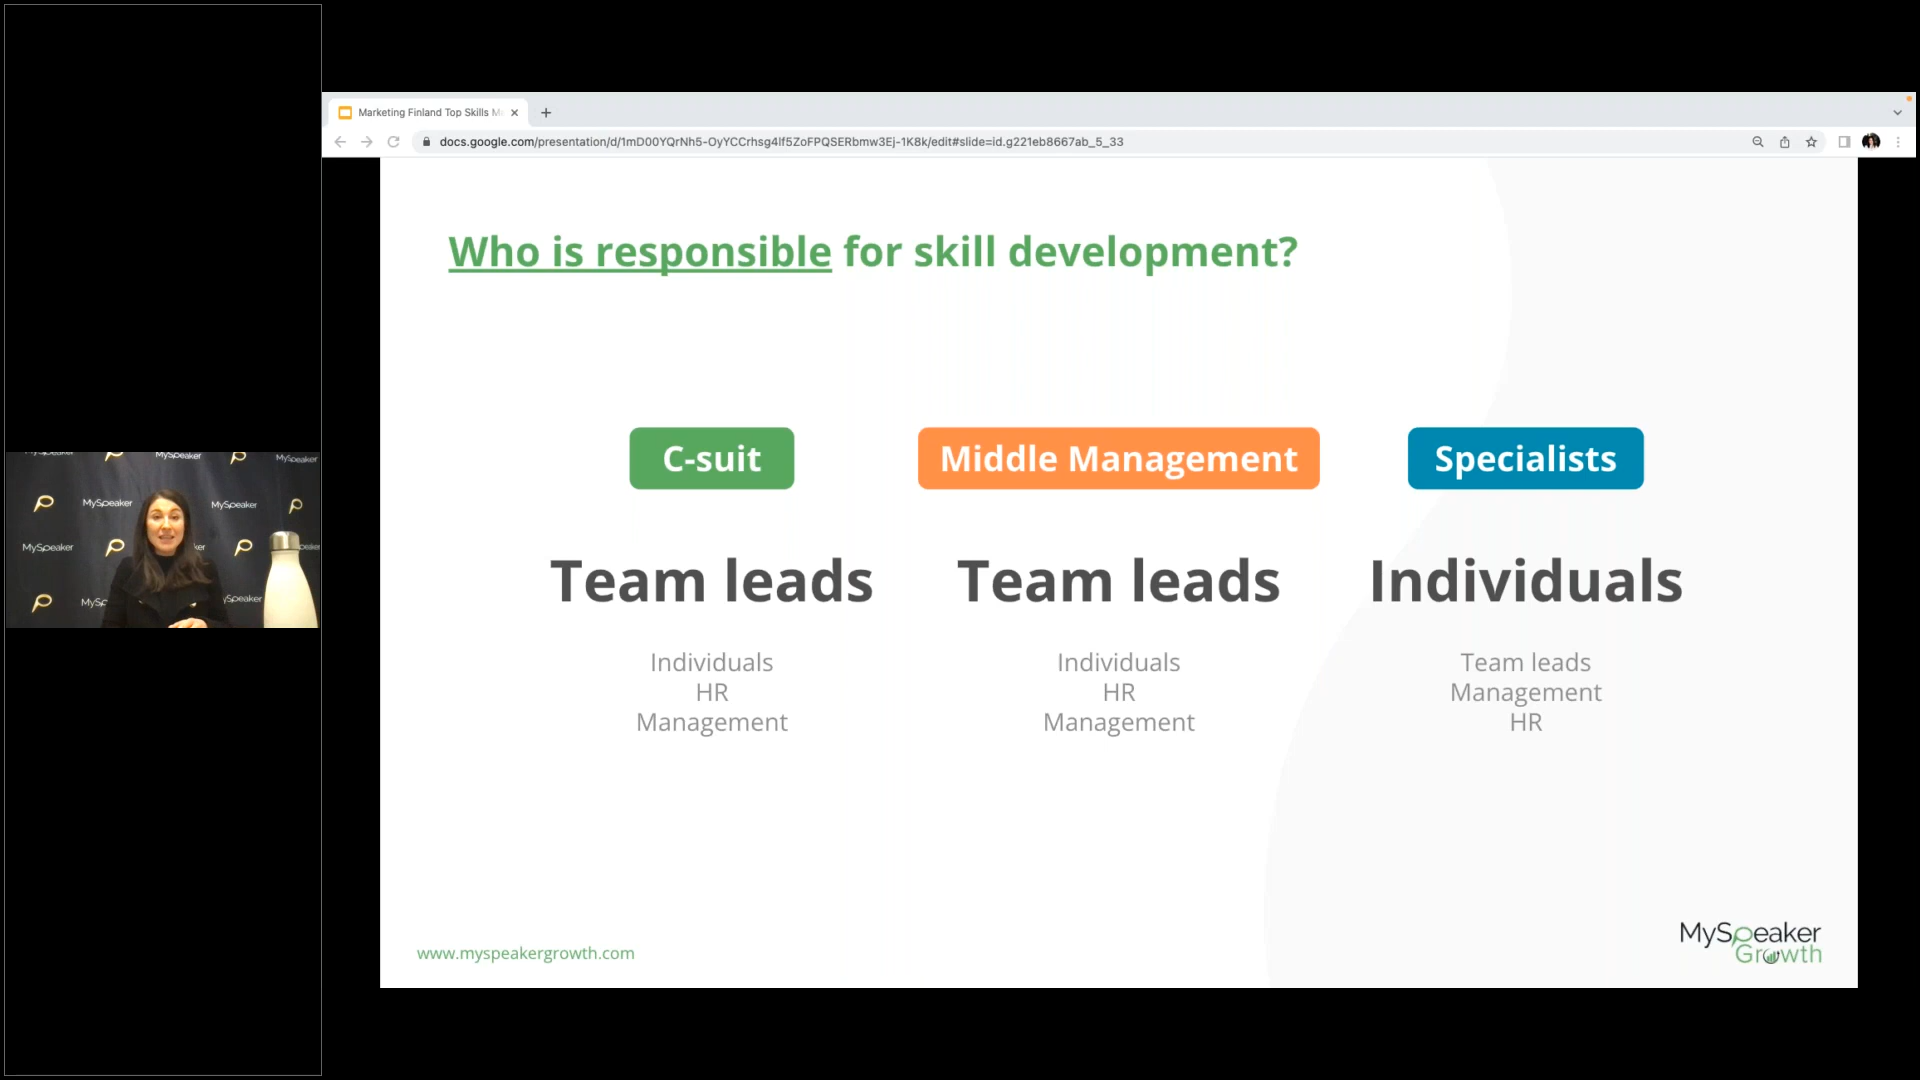 Marketing Finland Top Skills M
docs.google.com/presentation/d/1mD00YQrNh5-OyYCCrhsg4lf5ZoFPQSERbmw3Ej-1K8k/edit#slide=id.g221eb8667ab_5_33
Who is responsible for skill development?
C-suit
Middle Management
Specialists
Team leads
Team leads
Individuals
Individuals
HR
Management
Individuals
HR
Management
Team leads
Management
HR
www.myspeakergrowth.com
MySpeaker
Growth
MySpeaker
MySpeaker
MySpeaker
MySpeaker
MySpeaker